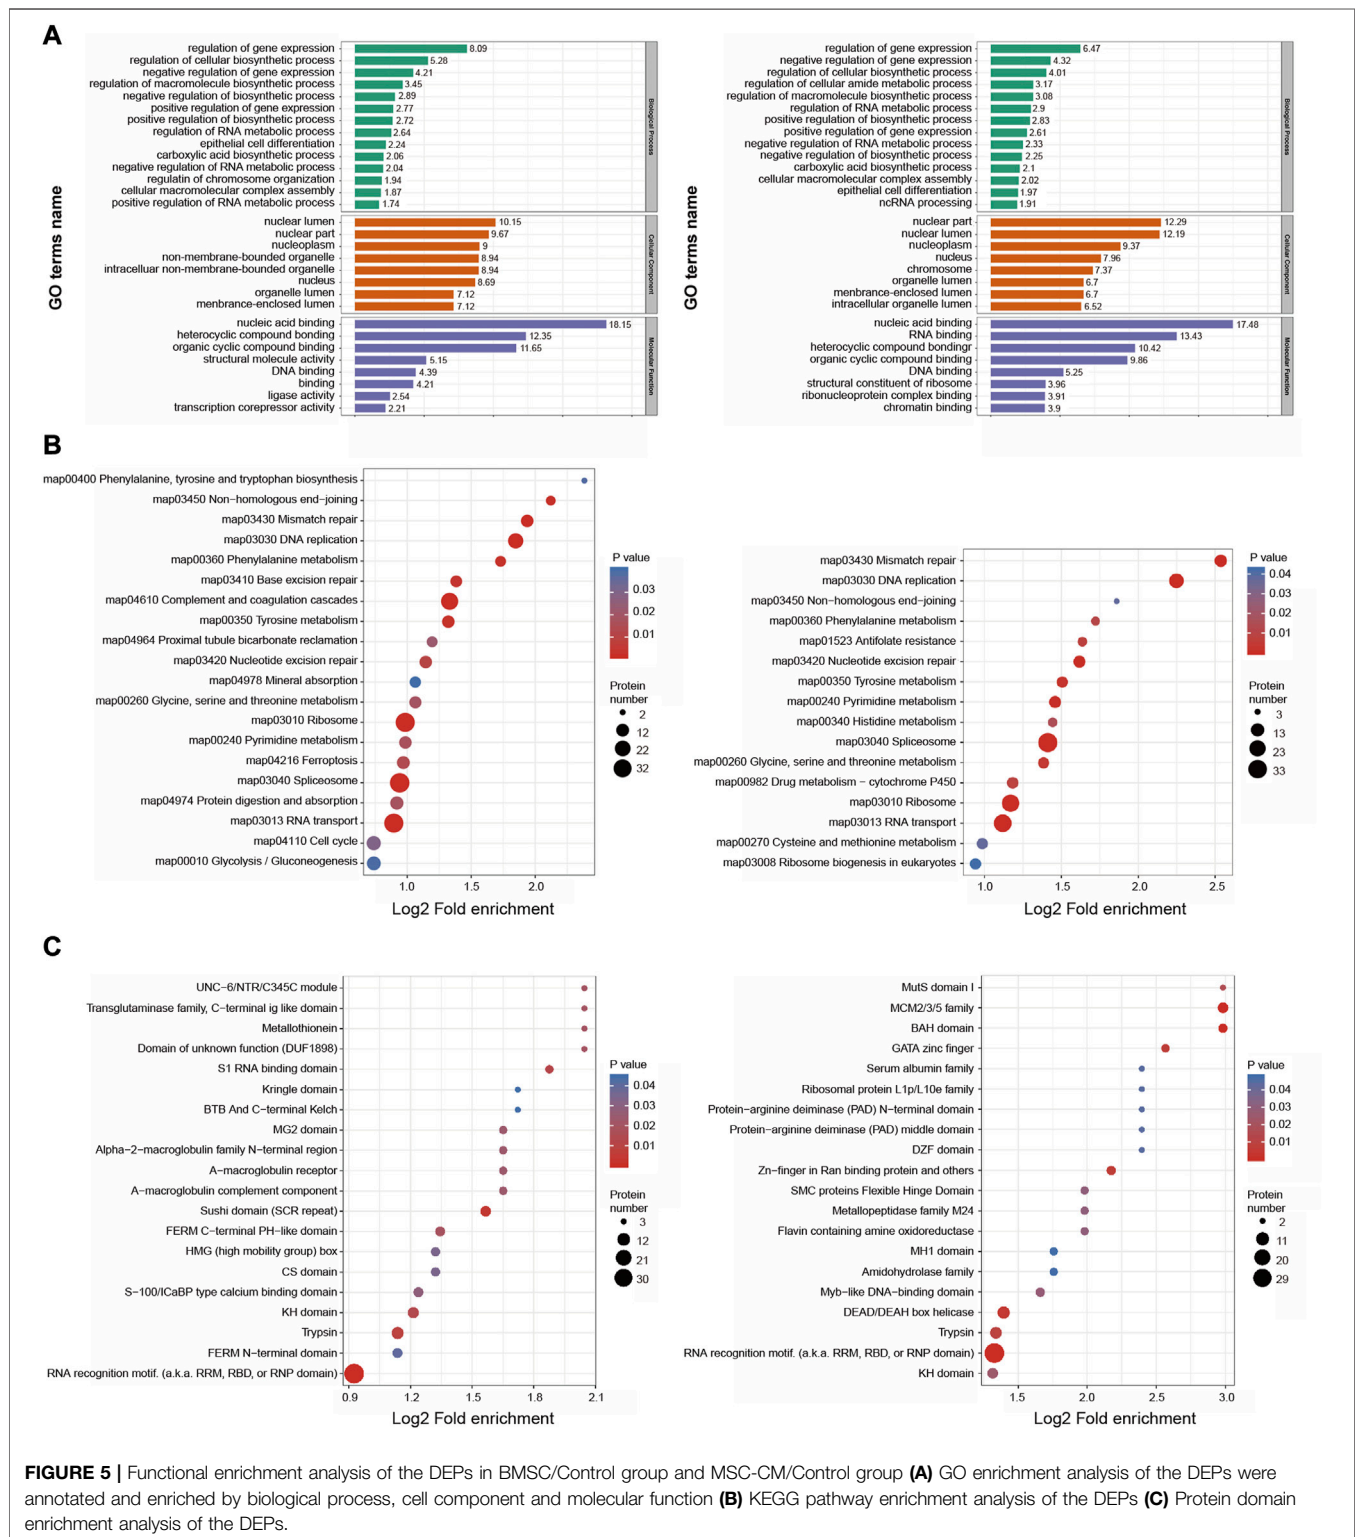 A
GO terms name
regulation of gene expression 8.09
regulation of cellular biosynthetic process 5.28
negative regulation of gene expression 4.21
regulation of macromolecule biosynthetic process 3.45
negative regulation of biosynthetic process 2.89
positive regulation of gene expression 2.77
positive regulation of biosynthetic process 2.72
regulation of RNA metabolic process 2.64
epithelial cell differentiation 2.24
carboxylic acid biosynthetic process 2.06
negative regulation of RNA metabolic process 2.04
regulatin of chromosome organization 1.94
cellular macromolecular complex assembly 1.87
positive regulation of RNA metabolic process 1.74
Biological Process
nuclear lumen 10.15
nuclear part 9.67
nucleoplasm 9
non-membrane-bounded organelle 8.94
intracelluar non-membrane-bounded organelle 8.94
nucleus 8.69
organelle lumen 7.12
menbrance-enclosed lumen 7.12
Cellular Component
nucleic acid binding 18.15
heterocyclic compound bonding 12.35
organic cyclic compound binding 11.65
structural molecule activity 5.15
DNA binding 4.39
binding 4.21
ligase activity 2.54
transcription corepressor activity 2.21
Molecular Function
GO terms name
regulation of gene expression 6.47
negative regulation of gene expression 4.32
regulation of cellular biosynthetic process 4.01
regulation of cellular amide metabolic process 3.17
regulation of macromolecule biosynthetic process 3.08
regulation of RNA metabolic process 2.9
positive regulation of biosynthetic process 2.83
positive regulation of gene expression 2.61
negative regulation of RNA metabolic process 2.33
negative regulation of biosynthetic process 2.25
carboxylic acid biosynthetic process 2.1
cellular macromolecular complex assembly 2.02
epithelial cell differentiation 1.97
ncRNA processing 1.91
Biological Process
nuclear part 12.29
nuclear lumen 12.19
nucleoplasm 9.37
nucleus 7.96
chromosome 7.37
organelle lumen 6.7
menbrance-enclosed lumen 6.7
intracellular organelle lumen 6.52
Cellular Component
nucleic acid binding 17.48
RNA binding 13.43
heterocyclic compound bondingr 10.42
organic cyclic compound binding 9.86
DNA binding 5.25
structural constituent of ribosome 3.96
ribonucleoprotein complex binding 3.91
chromatin binding 3.9
Molecular Function
B
map00400 Phenylalanine, tyrosine and tryptophan biosynthesis
map03450 Non-homologous end-joining
map03430 Mismatch repair
map03030 DNA replication
map00360 Phenylalanine metabolism
map03410 Base excision repair
map04610 Complement and coagulation cascades
map00350 Tyrosine metabolism
map04964 Proximal tubule bicarbonate reclamation
map03420 Nucleotide excision repair
map04978 Mineral absorption
map00260 Glycine, serine and threonine metabolism
map03010 Ribosome
map00240 Pyrimidine metabolism
map04216 Ferroptosis
map03040 Spliceosome
map04974 Protein digestion and absorption
map03013 RNA transport
map04110 Cell cycle
map00010 Glycolysis / Gluconeogenesis
1.0 1.5 2.0
Log2 Fold enrichment
P value
0.03
0.02
0.01
Protein
number
2
12
22
32
map03430 Mismatch repair
map03030 DNA replication
map03450 Non-homologous end-joining
map00360 Phenylalanine metabolism
map01523 Antifolate resistance
map03420 Nucleotide excision repair
map00350 Tyrosine metabolism
map00240 Pyrimidine metabolism
map00340 Histidine metabolism
map03040 Spliceosome
map00260 Glycine, serine and threonine metabolism
map00982 Drug metabolism - cytochrome P450
map03010 Ribosome
map03013 RNA transport
map00270 Cysteine and methionine metabolism
map03008 Ribosome biogenesis in eukaryotes
1.0 1.5 2.0 2.5
Log2 Fold enrichment
P value
0.04
0.03
0.02
0.01
Protein
number
3
13
23
33
C
UNC-6/NTR/C345C module
Transglutaminase family, C-terminal ig like domain
Metallothionein
Domain of unknown function (DUF1898)
S1 RNA binding domain
Kringle domain
BTB And C-terminal Kelch
MG2 domain
Alpha-2-macroglobulin family N-terminal region
A-macroglobulin receptor
A-macroglobulin complement component
Sushi domain (SCR repeat)
FERM C-terminal PH-like domain
HMG (high mobility group) box
CS domain
S-100/ICaBP type calcium binding domain
KH domain
Trypsin
FERM N-terminal domain
RNA recognition motif. (a.k.a. RRM, RBD, or RNP domain)
0.9 1.2 1.5 1.8 2.1
Log2 Fold enrichment
P value
0.04
0.03
0.02
0.01
Protein
number
3
12
21
30
MutS domain I
MCM2/3/5 family
BAH domain
GATA zinc finger
Serum albumin family
Ribosomal protein L1p/L10e family
Protein-arginine deiminase (PAD) N-terminal domain
Protein-arginine deiminase (PAD) middle domain
DZF domain
Zn-finger in Ran binding protein and others
SMC proteins Flexible Hinge Domain
Metallopeptidase family M24
Flavin containing amine oxidoreductase
MH1 domain
Amidohydrolase family
Myb-like DNA-binding domain
DEAD/DEAH box helicase
Trypsin
RNA recognition motif. (a.k.a. RRM, RBD, or RNP domain)
KH domain
1.5 2.0 2.5 3.0
Log2 Fold enrichment
P value
0.04
0.03
0.02
0.01
Protein
number
2
11
20
29
FIGURE 5 | Functional enrichment analysis of the DEPs in BMSC/Control group and MSC-CM/Control group (A) GO enrichment analysis of the DEPs were
annotated and enriched by biological process, cell component and molecular function (B) KEGG pathway enrichment analysis of the DEPs (C) Protein domain
enrichment analysis of the DEPs.